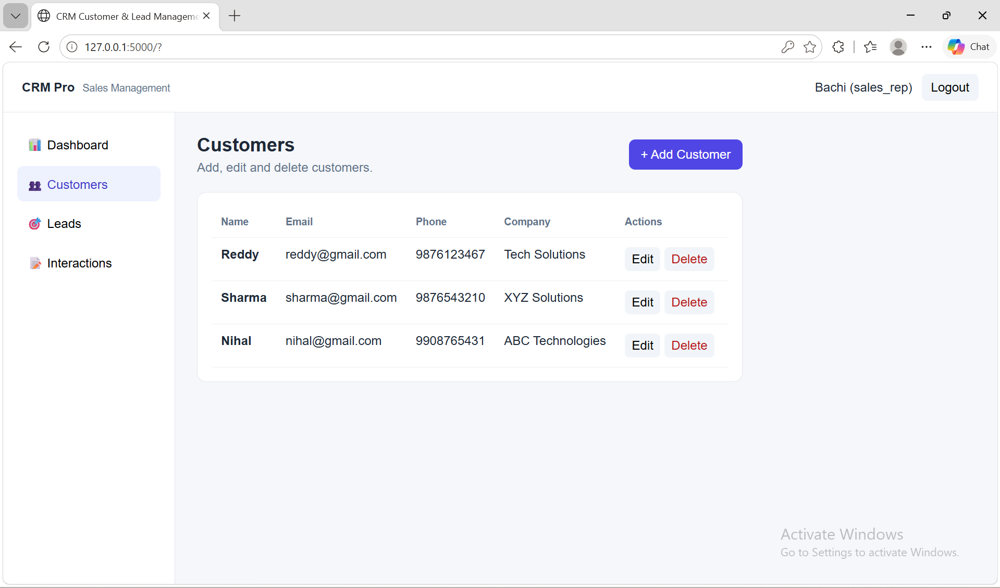 CRM Customer & Lead Manageme
127.0.0.1:5000/?
Chat
CRM Pro Sales Management
Bachi (sales_rep) Logout
Dashboard
Customers
Leads
Interactions
Customers
Add, edit and delete customers.
+ Add Customer
Name Email Phone Company Actions
Reddy reddy@gmail.com 9876123467 Tech Solutions Edit Delete
Sharma sharma@gmail.com 9876543210 XYZ Solutions Edit Delete
Nihal nihal@gmail.com 9908765431 ABC Technologies Edit Delete
Activate Windows
Go to Settings to activate Windows.